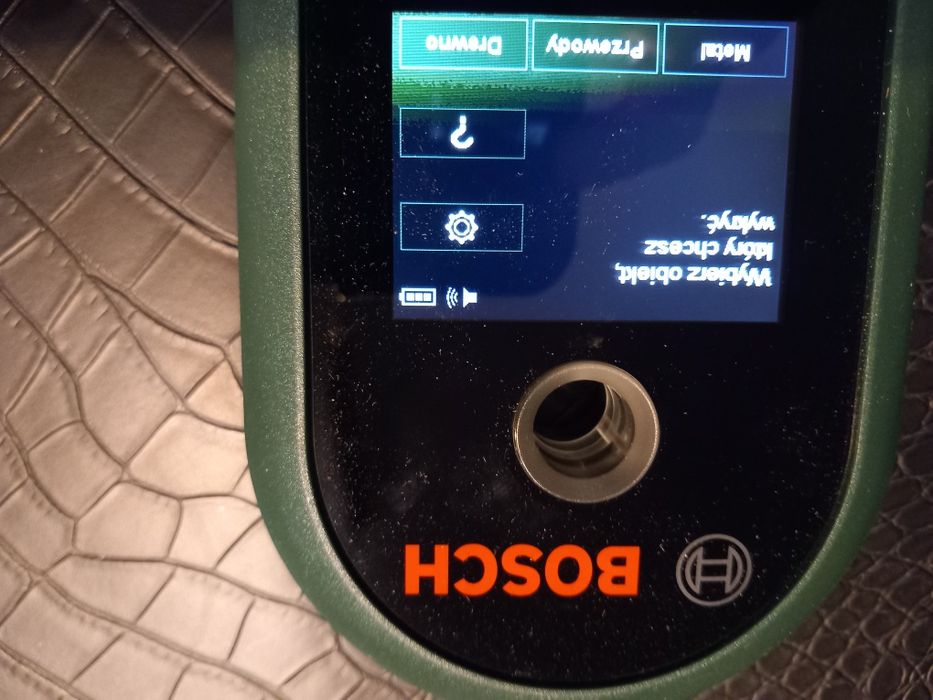 BOSCH
Wybierz obiekt,
który chcesz
wykryć.
?
Metal
Przewody
Drewno